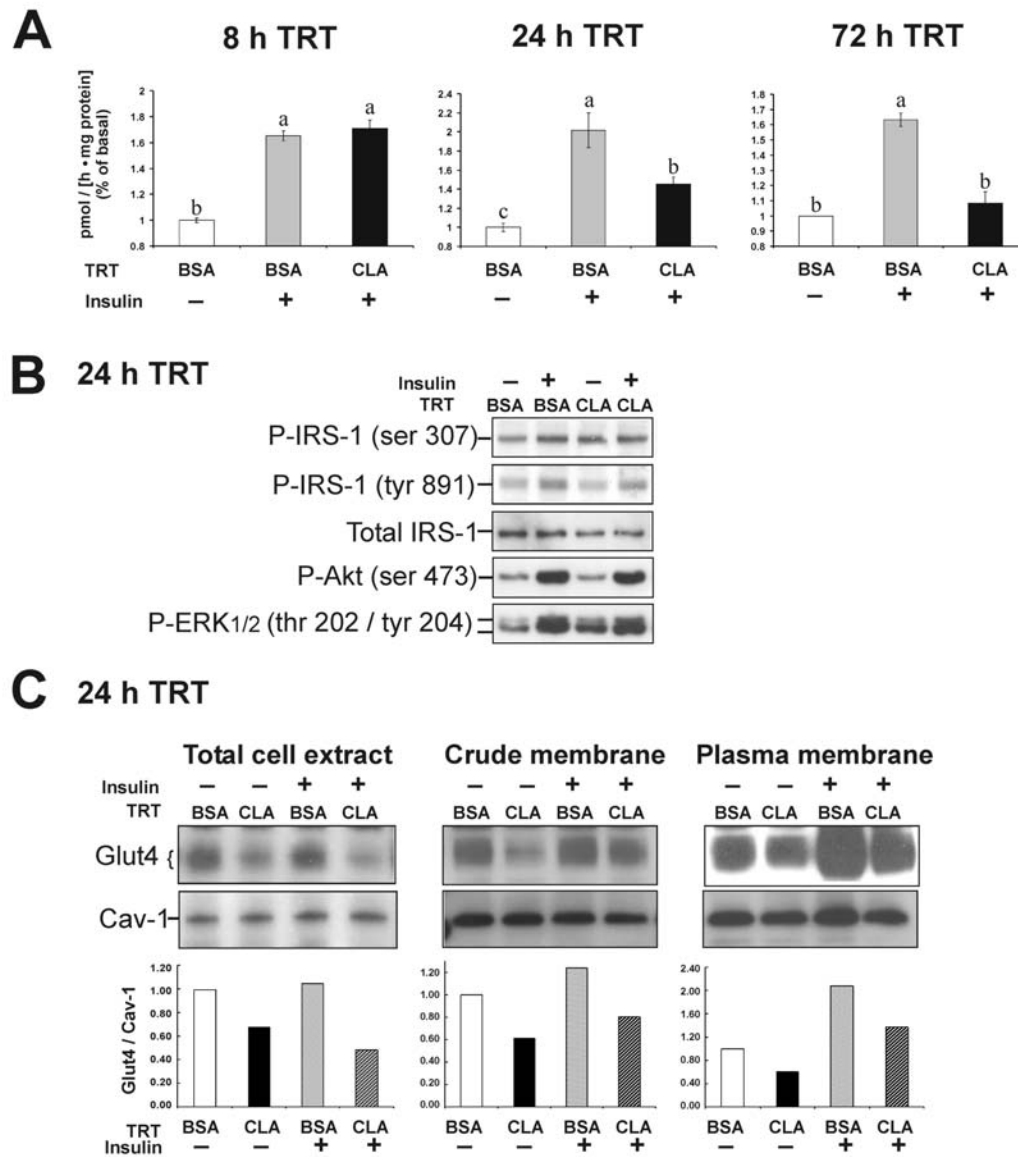 A
8 h TRT 24 h TRT 72 h TRT
pmol / [h • mg protein]
(% of basal)
1.8
1.6
1.4
1.2
1
0.8
b a a
2.4
2.2
2
1.8
1.6
1.4
1.2
1
0.8
c a b
1.8
1.7
1.6
1.5
1.4
1.3
1.2
1.1
1
0.9
0.8
b a b
TRT BSA BSA CLA BSA BSA CLA BSA BSA CLA
Insulin – + + – + + – + +
B 24 h TRT
Insulin – + – +
TRT BSA BSA CLA CLA
P-IRS-1 (ser 307)
P-IRS-1 (tyr 891)
Total IRS-1
P-Akt (ser 473)
P-ERK1/2 (thr 202 / tyr 204)
C 24 h TRT
Total cell extract Crude membrane Plasma membrane
Insulin – – + + – – + + – – + +
TRT BSA CLA BSA CLA BSA CLA BSA CLA BSA CLA BSA CLA
Glut4 {
Cav-1
Glut4 / Cav-1
1.20
1.00
0.80
0.60
0.40
0.20
0.00
1.20
1.00
0.80
0.60
0.40
0.20
0.00
2.40
2.00
1.60
1.20
0.80
0.40
0.00
TRT BSA CLA BSA CLA BSA CLA BSA CLA BSA CLA BSA CLA
Insulin – – + + – – + + – – + +